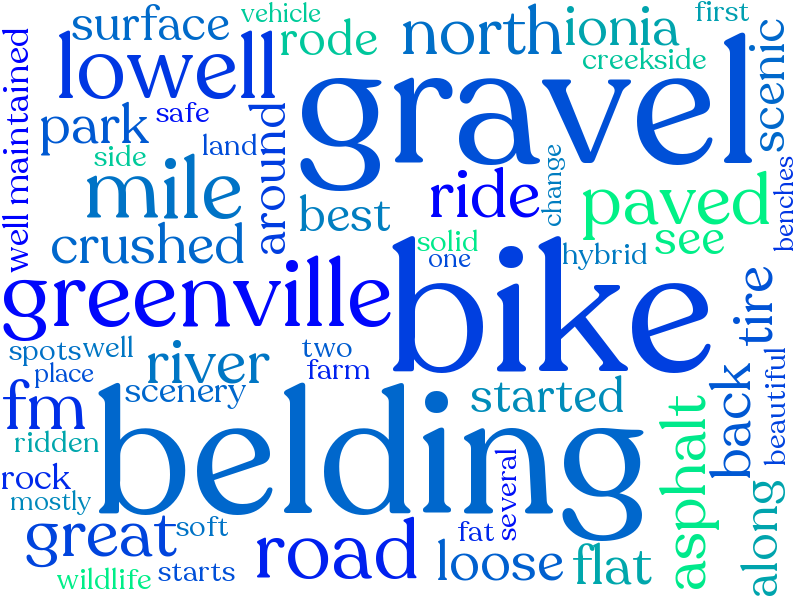 vehicle
first
surface
rode
north
ionia
creekside
scenic
well maintained
lowell
gravel
park
safe
side
land
around
mile
best
ride
change
paved
see
benches
crushed
solid
one
hybrid
greenville
bike
tire
spots
well
river
two
farm
place
scenery
fm
belding
started
asphalt
back
beautiful
ridden
rock
mostly
great
soft
road
several
fat
loose
flat
along
wildlife
starts